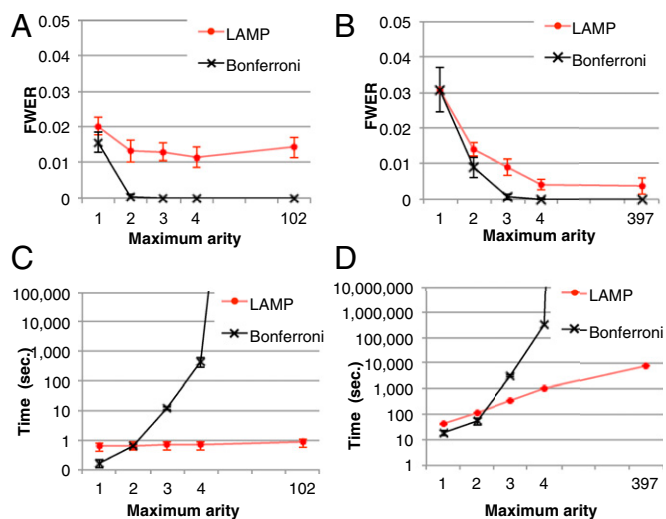 A
0.05
0.04
0.03
0.02
0.01
0
FWER
LAMP
Bonferroni
1 2 3 4 102
Maximum arity
B
0.05
0.04
0.03
0.02
0.01
0
FWER
LAMP
Bonferroni
1 2 3 4 397
Maximum arity
C
100,000
10,000
1,000
100
10
1
0
Time (sec.)
LAMP
Bonferroni
1 2 3 4 102
Maximum arity
D
10,000,000
1,000,000
100,000
10,000
1,000
100
10
1
Time (sec.)
LAMP
Bonferroni
1 2 3 4 397
Maximum arity